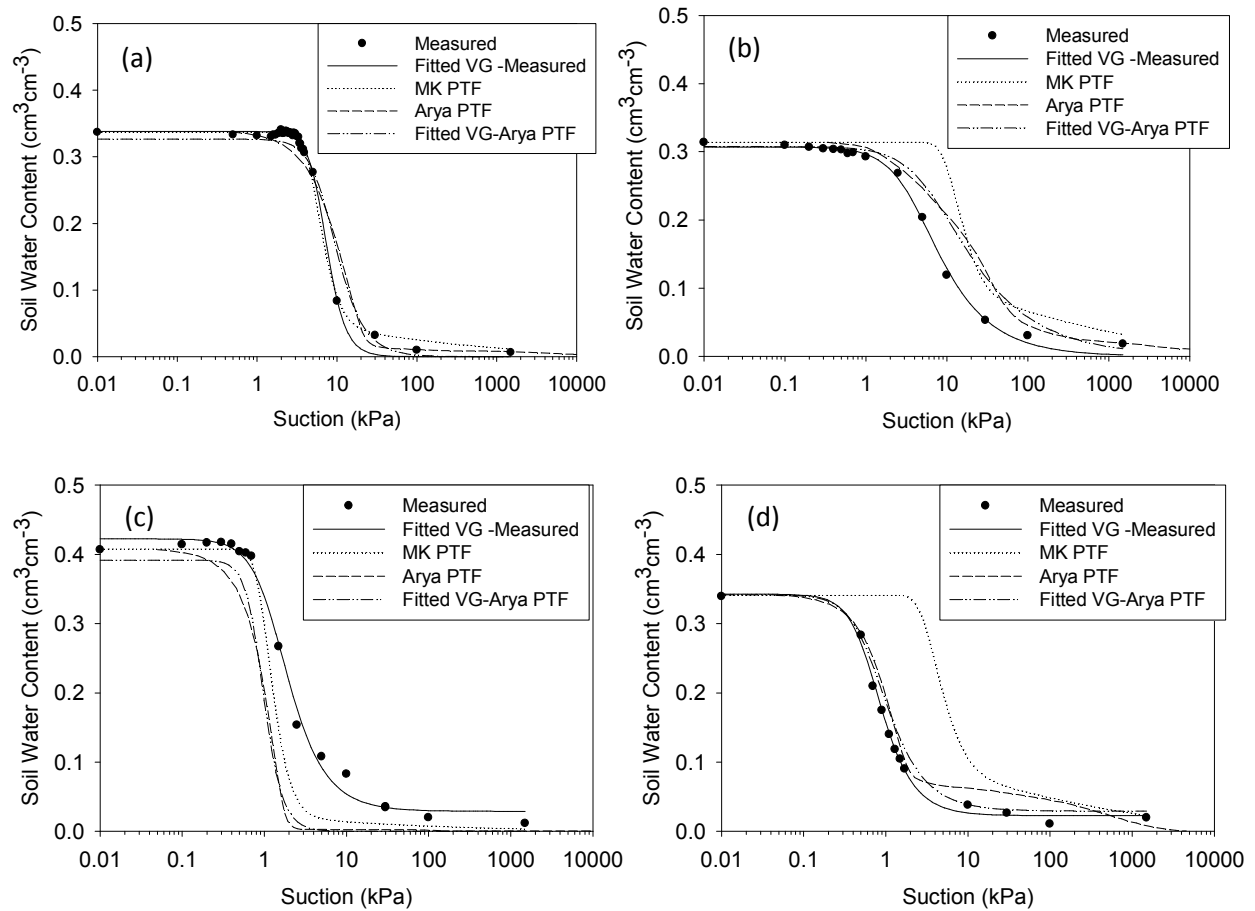 (a)
Soil Water Content (cm3cm-3)
0.5
0.4
0.3
0.2
0.1
0.0
0.01
0.1
1
10
100
1000
10000
Suction (kPa)
Measured
Fitted VG -Measured
MK PTF
Arya PTF
Fitted VG-Arya PTF
(b)
Soil Water Content (cm3cm-3)
0.5
0.4
0.3
0.2
0.1
0.0
0.01
0.1
1
10
100
1000
10000
Suction (kPa)
Measured
Fitted VG -Measured
MK PTF
Arya PTF
Fitted VG-Arya PTF
(c)
Soil Water Content (cm3cm-3)
0.5
0.4
0.3
0.2
0.1
0.0
0.01
0.1
1
10
100
1000
10000
Suction (kPa)
Measured
Fitted VG -Measured
MK PTF
Arya PTF
Fitted VG-Arya PTF
(d)
Soil Water Content (cm3cm-3)
0.5
0.4
0.3
0.2
0.1
0.0
0.01
0.1
1
10
100
1000
10000
Suction (kPa)
Measured
Fitted VG -Measured
MK PTF
Arya PTF
Fitted VG-Arya PTF